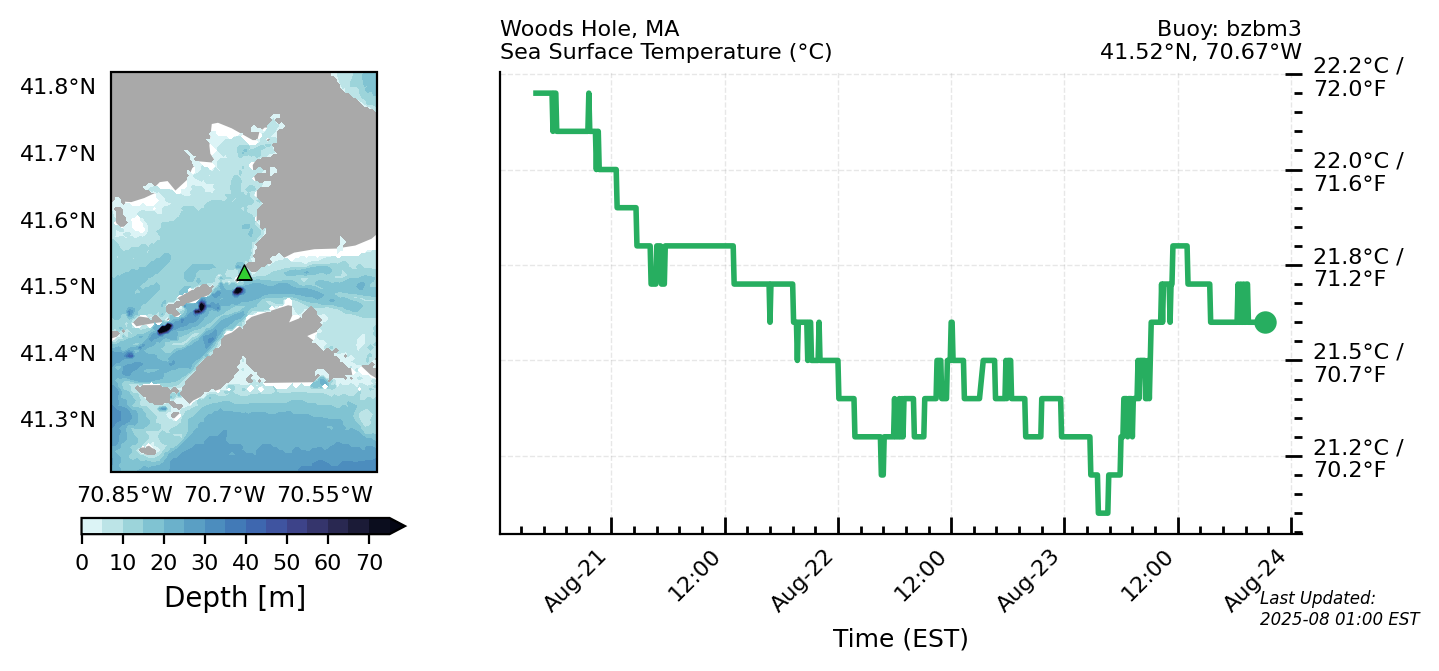 Woods Hole, MA
Sea Surface Temperature (°C)
Buoy: bzbm3
41.52°N, 70.67°W
41.8°N
41.7°N
41.6°N
41.5°N
41.4°N
41.3°N
70.85°W 70.7°W 70.55°W
0 10 20 30 40 50 60 70
Depth [m]
22.2°C /
72.0°F
22.0°C /
71.6°F
21.8°C /
71.2°F
21.5°C /
70.7°F
21.2°C /
70.2°F
Aug-21 12:00 Aug-22 12:00 Aug-23 12:00 Aug-24
Time (EST)
Last Updated:
2025-08 01:00 EST